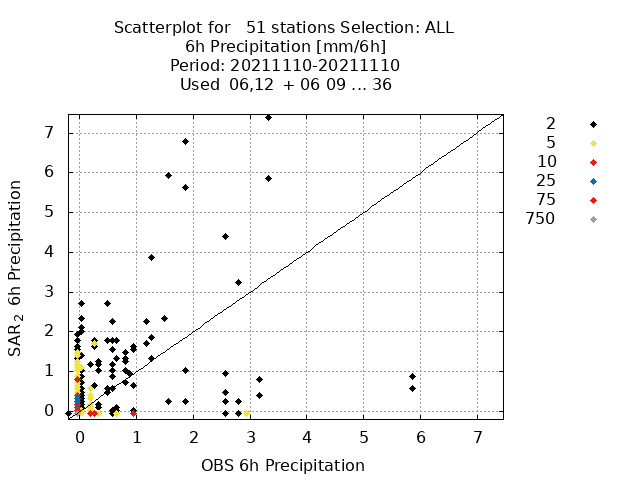 Scatterplot for   51 stations Selection: ALL
6h Precipitation [mm/6h]
Period: 20211110-20211110
Used  06,12  + 06 09 ... 36
2
5
10
25
75
750
SAR2  6h Precipitation
7
6
5
4
3
2
1
0
0 1 2 3 4 5 6 7
OBS 6h Precipitation